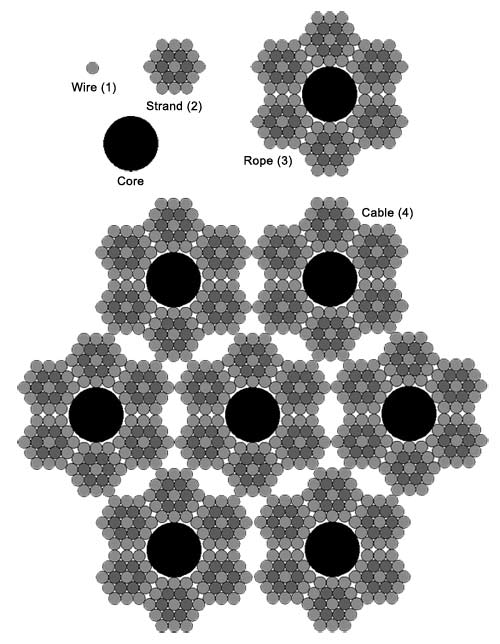 Wire (1)
Strand (2)
Core
Rope (3)
Cable (4)